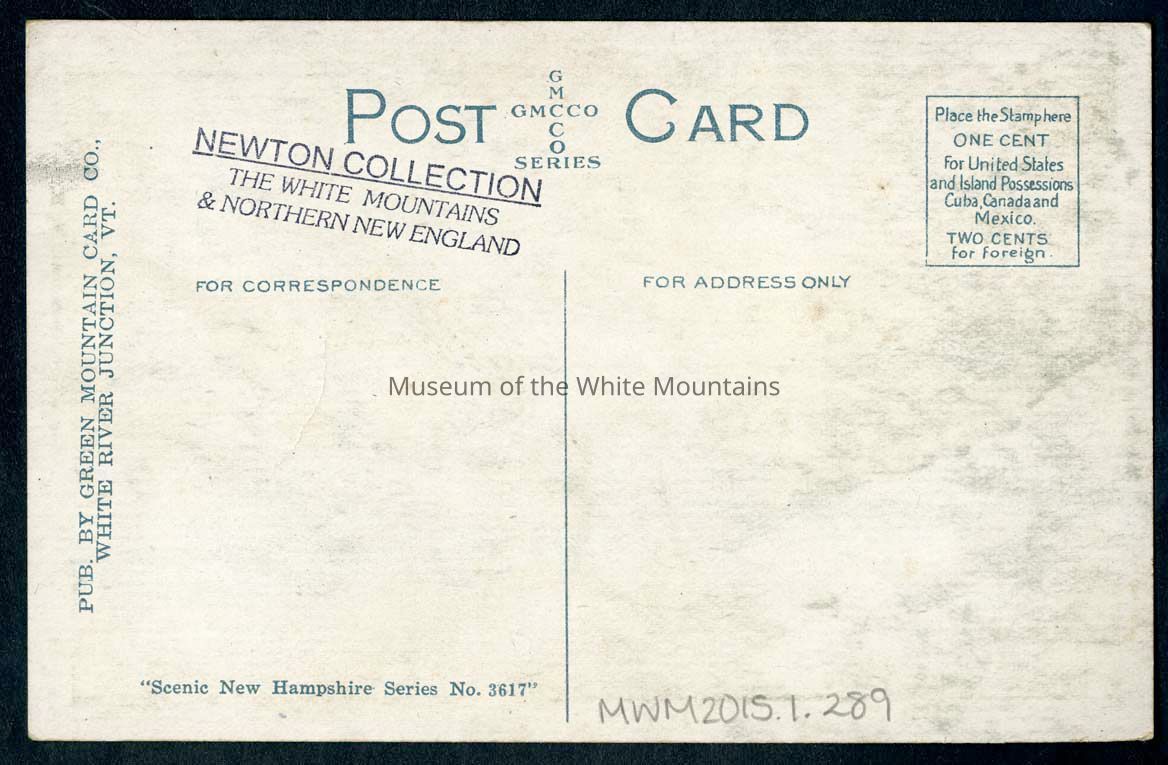 POST CARD
G
M
GMCCO
C
O
SERIES
NEWTON COLLECTION
THE WHITE MOUNTAINS
& NORTHERN NEW ENGLAND
Place the Stamp here
ONE CENT
for United States
and Island Possessions
Cuba, Canada and
Mexico.
TWO CENTS
for foreign.
PUB. BY GREEN MOUNTAIN CARD CO.,
WHITE RIVER JUNCTION, VT.
FOR CORRESPONDENCE
FOR ADDRESS ONLY
Museum of the White Mountains
"Scenic New Hampshire Series No. 3617"
MWM2015.1.289